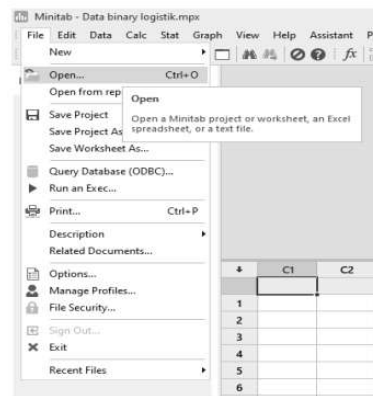 Minitab - Data binary logistik.mpx
File Edit Data Calc Stat Graph View Help Assistant P
New
Open... Ctrl+O
Open from rep
Open
Open a Minitab project or worksheet, an Excel
spreadsheet, or a text file.
Save Project
Save Project As
Save Worksheet As...
Query Database (ODBC)...
Run an Exec...
Print... Ctrl+P
Description
Related Documents...
Options...
Manage Profiles...
File Security...
Sign Out...
Exit
Recent Files
fx
C1 C2
1
2
3
4
5
6